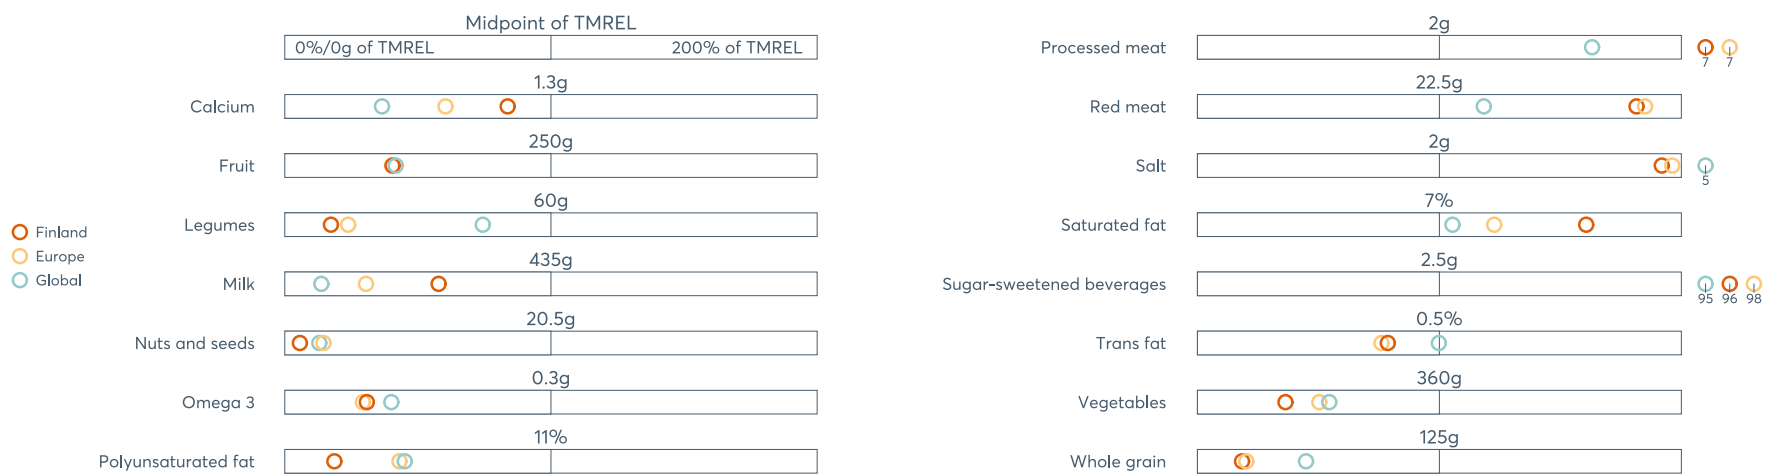 Midpoint of TMREL
0%/0g of TMREL 200% of TMREL
1.3g
Calcium
250g
Fruit
60g
Legumes
435g
Milk
20.5g
Nuts and seeds
0.3g
Omega 3
11%
Polyunsaturated fat
Finland
Europe
Global
2g
Processed meat
7 7
22.5g
Red meat
2g
Salt
5
7%
Saturated fat
2.5g
Sugar-sweetened beverages
95 96 98
0.5%
Trans fat
360g
Vegetables
125g
Whole grain